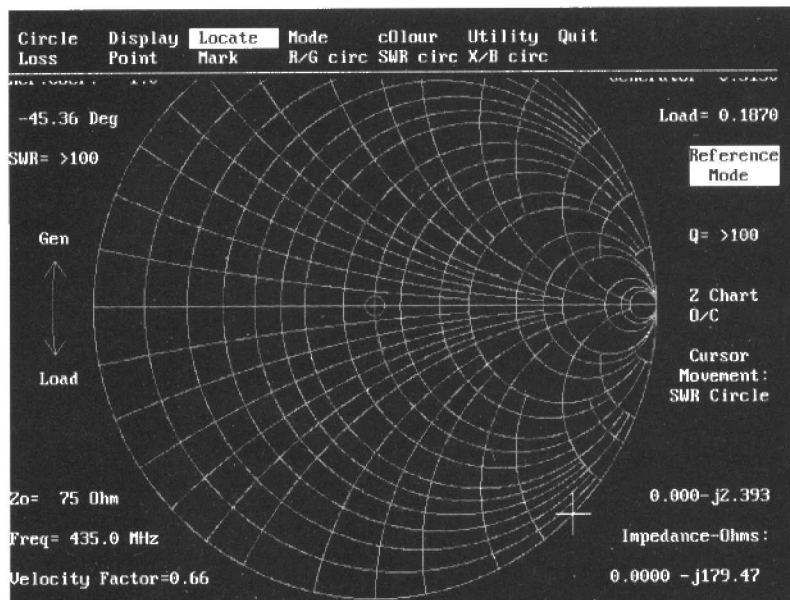 Circle Display Locate Mode cOlour Utility Quit
Loss Point Mark R/G circ SWR circ X/B circ
-45.36 Deg
Load= 0.1870
SWR= >100
Reference
Mode
Gen
Q= >100
Z Chart
O/C
Load
Cursor
Movement:
SWR Circle
Zo= 75 Ohm
0.000-j2.393
Freq= 435.0 MHz
Impedance-Ohms:
Velocity Factor=0.66
0.0000 -j179.47